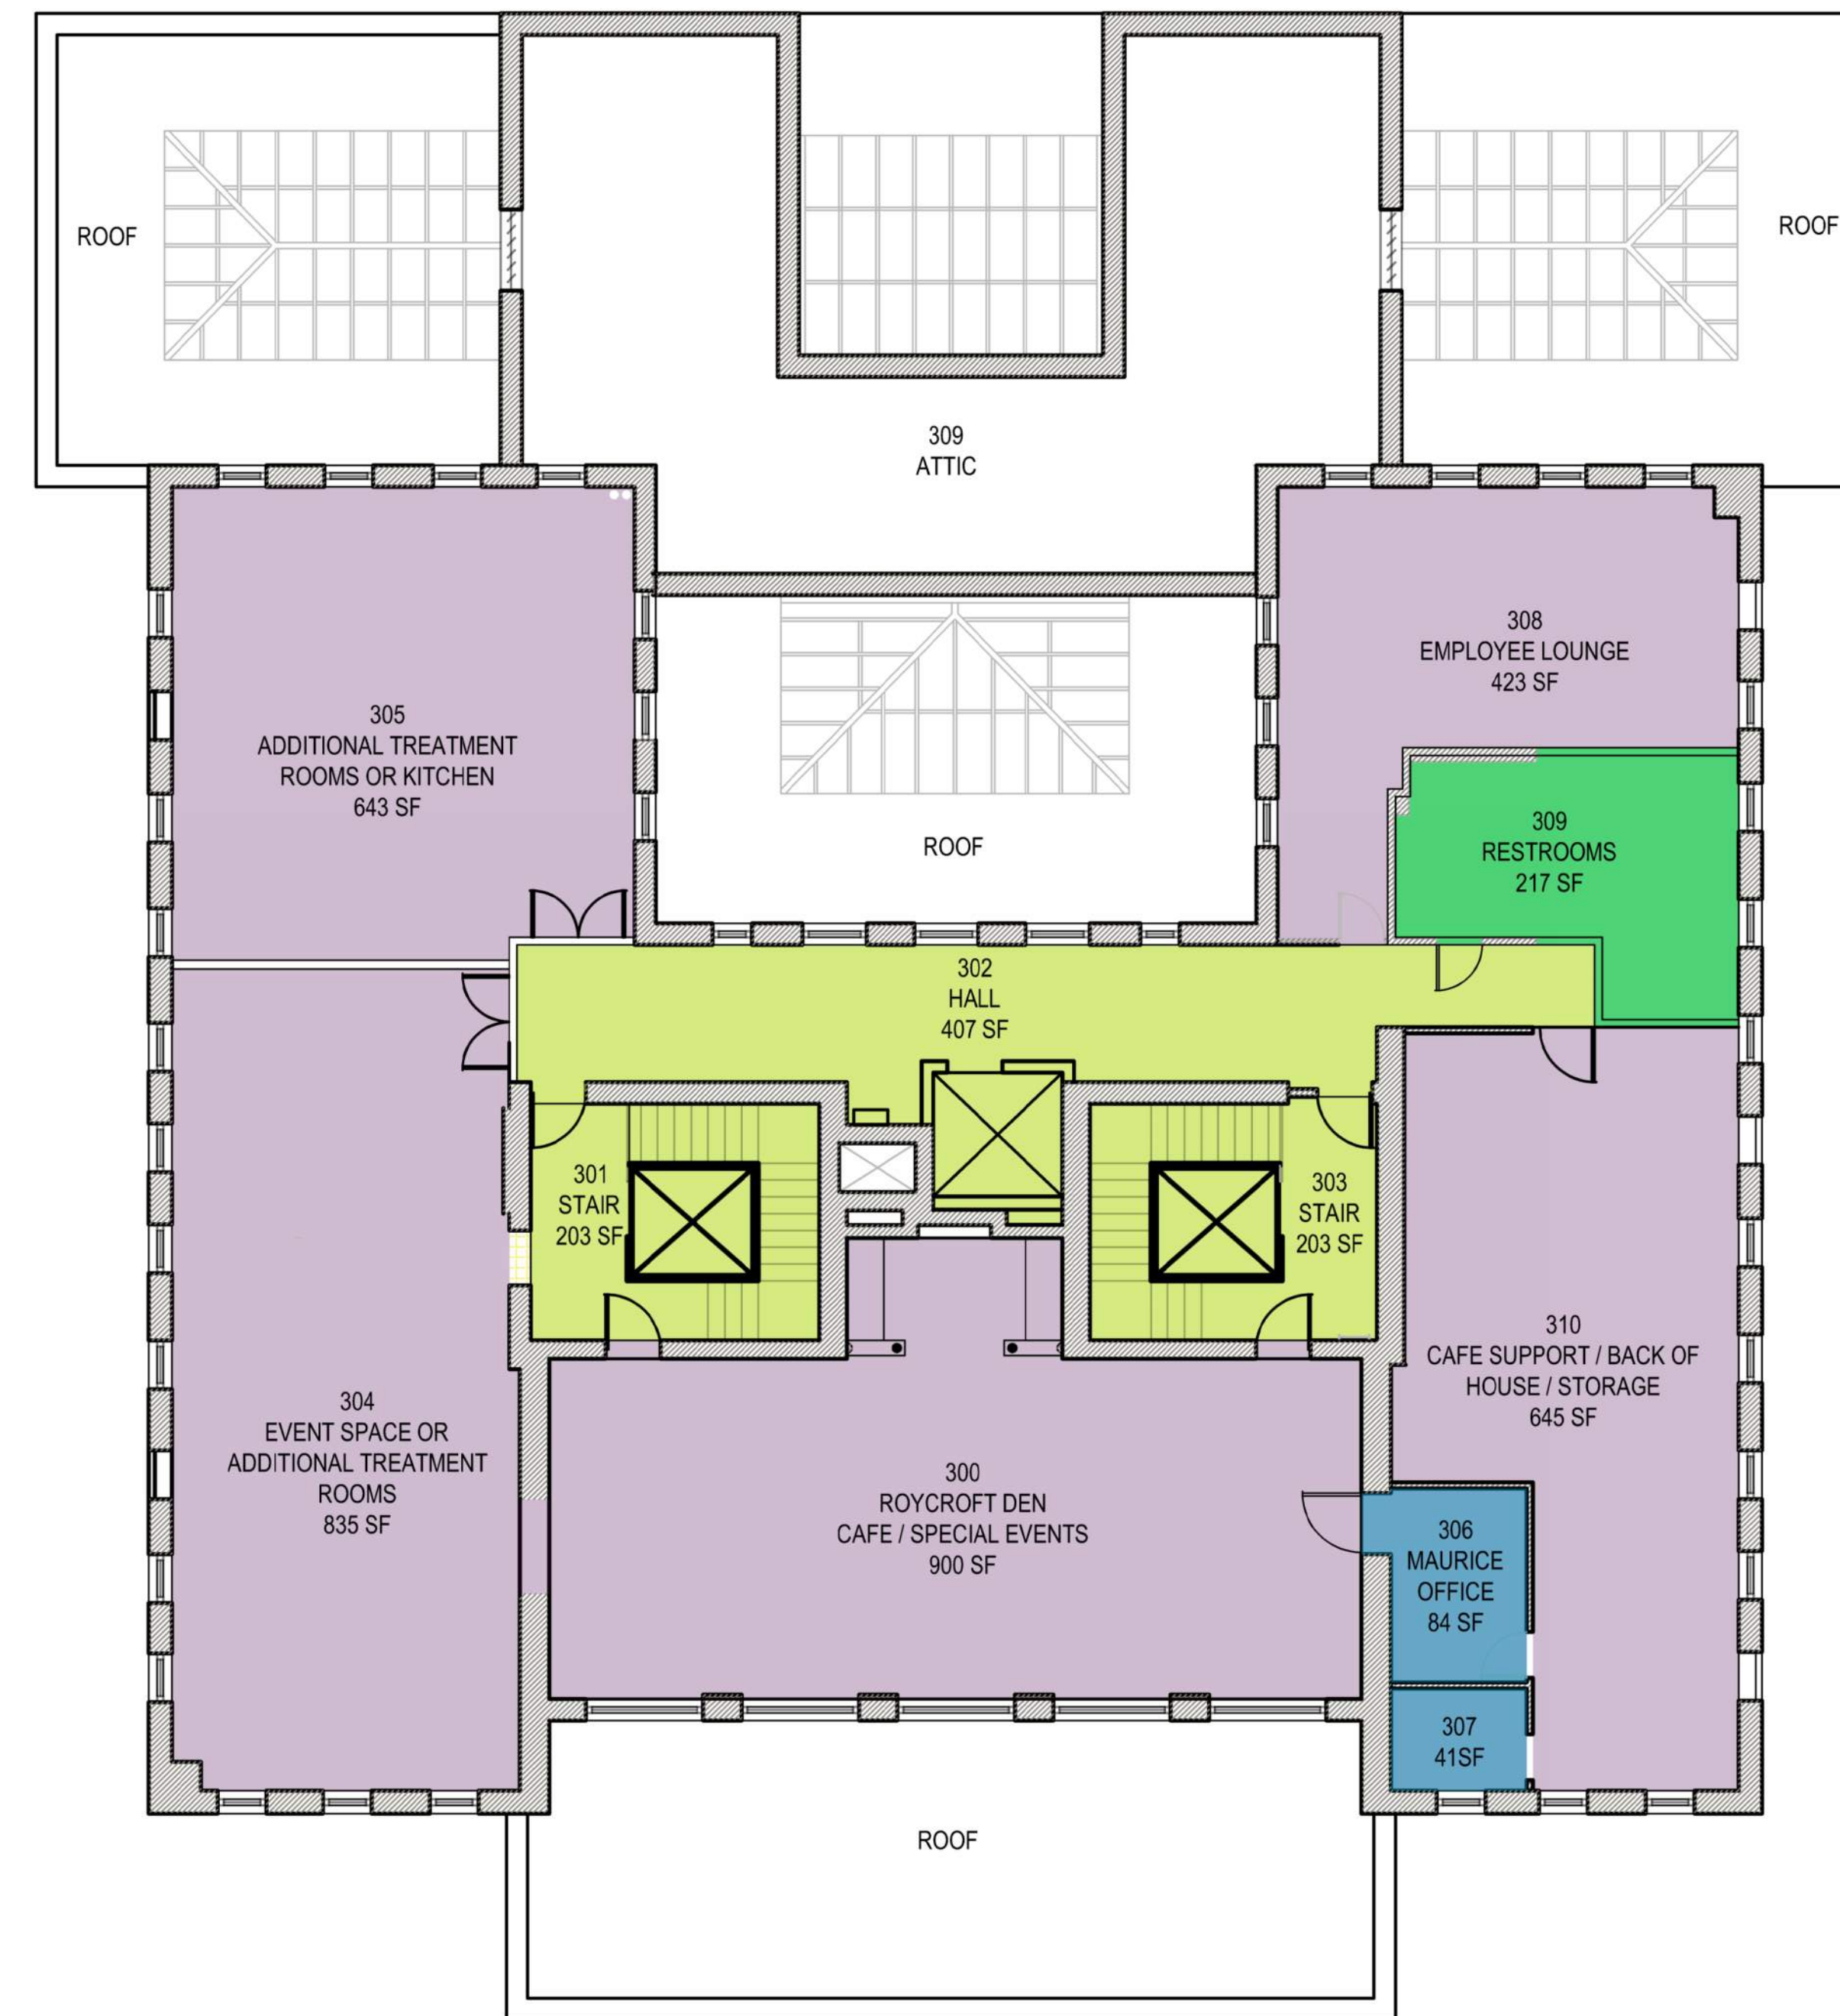 ROOF
ROOF
309
ATTIC
308
EMPLOYEE LOUNGE
423 SF
305
ADDITIONAL TREATMENT
ROOMS OR KITCHEN
643 SF
309
RESTROOMS
217 SF
ROOF
302
HALL
407 SF
301
STAIR
203 SF
303
STAIR
203 SF
310
CAFE SUPPORT / BACK OF
HOUSE / STORAGE
645 SF
304
EVENT SPACE OR
ADDITIONAL TREATMENT
ROOMS
835 SF
300
ROYCROFT DEN
CAFE / SPECIAL EVENTS
900 SF
306
MAURICE
OFFICE
84 SF
307
41SF
ROOF